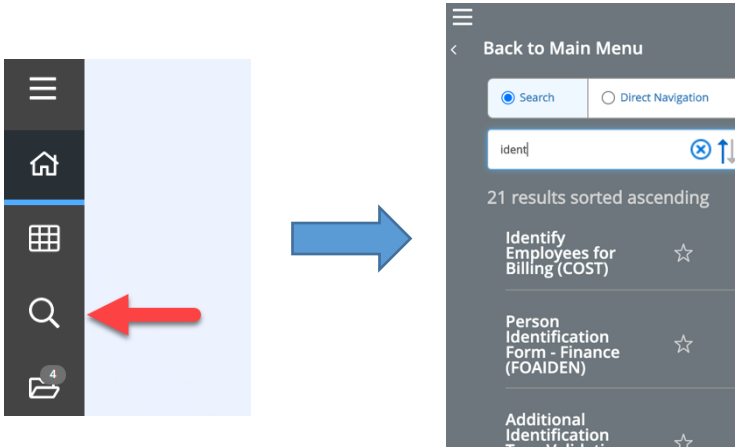 4
Back to Main Menu
Search
Direct Navigation
ident
21 results sorted ascending
Identify
Employees for
Billing (COST)
Person
Identification
Form - Finance
(FOAIDEN)
Additional
Identification